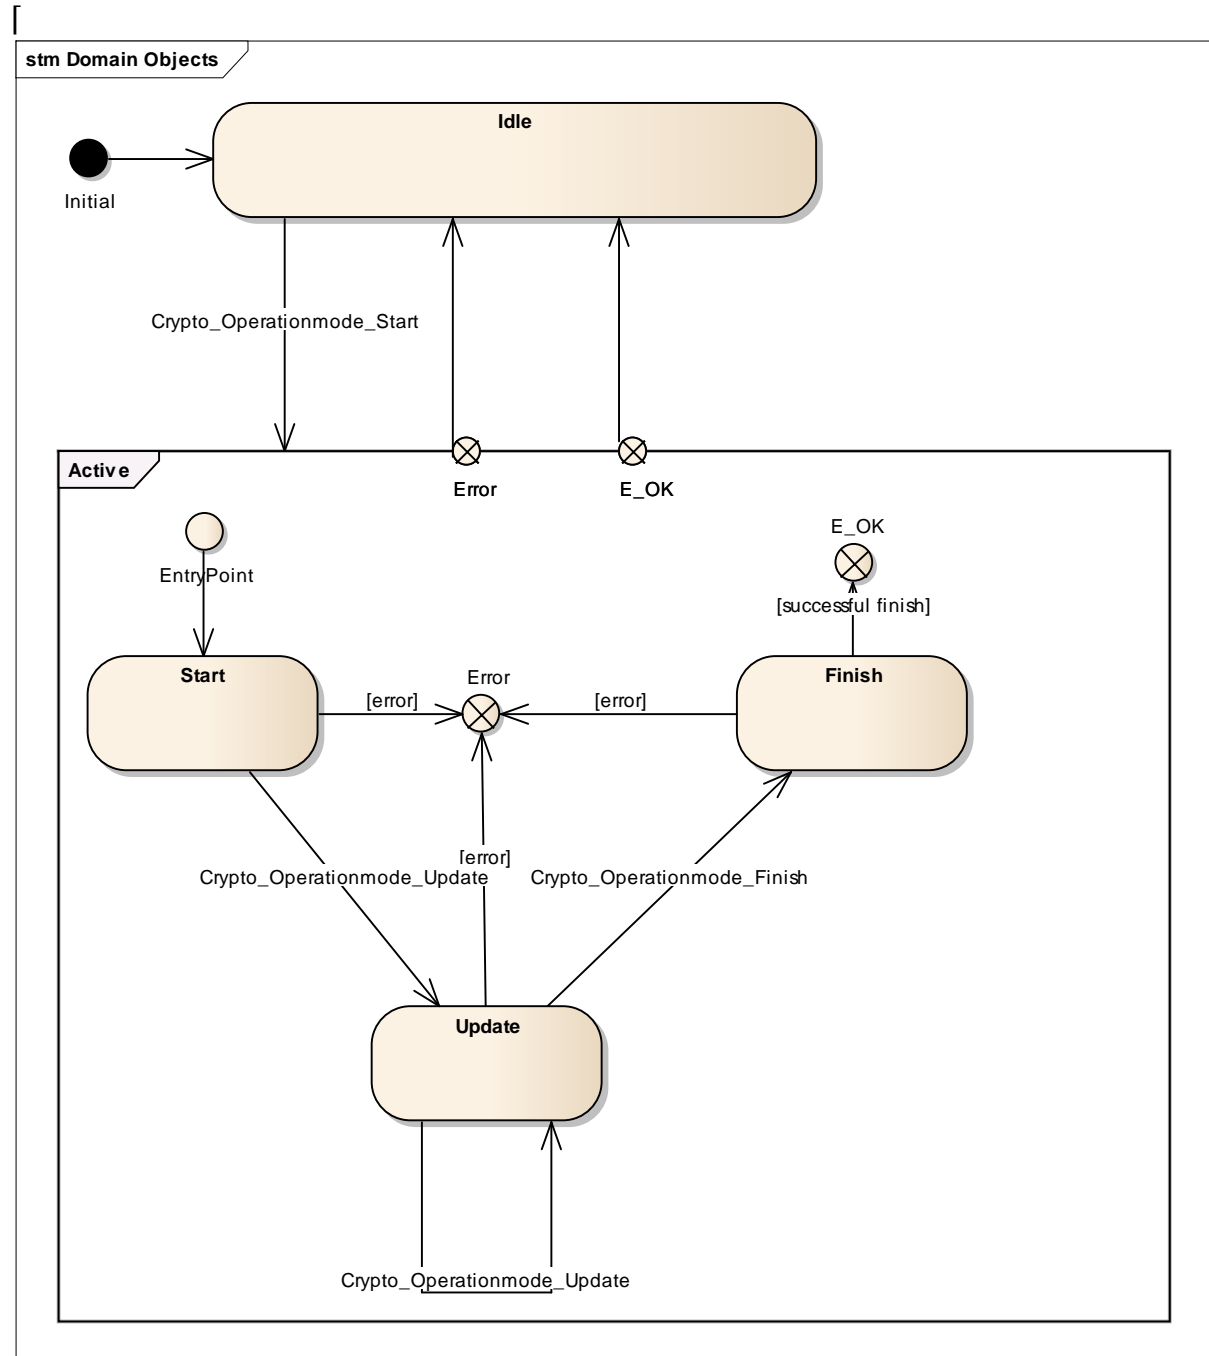 stm Domain Objects
Idle
Initial
Crypto_Operationmode_Start
Active
Error
E_OK
EntryPoint
E_OK
[successful finish]
Start
Error
Finish
[error]
[error]
[error]
Crypto_Operationmode_Update
Crypto_Operationmode_Finish
Update
Crypto_Operationmode_Update